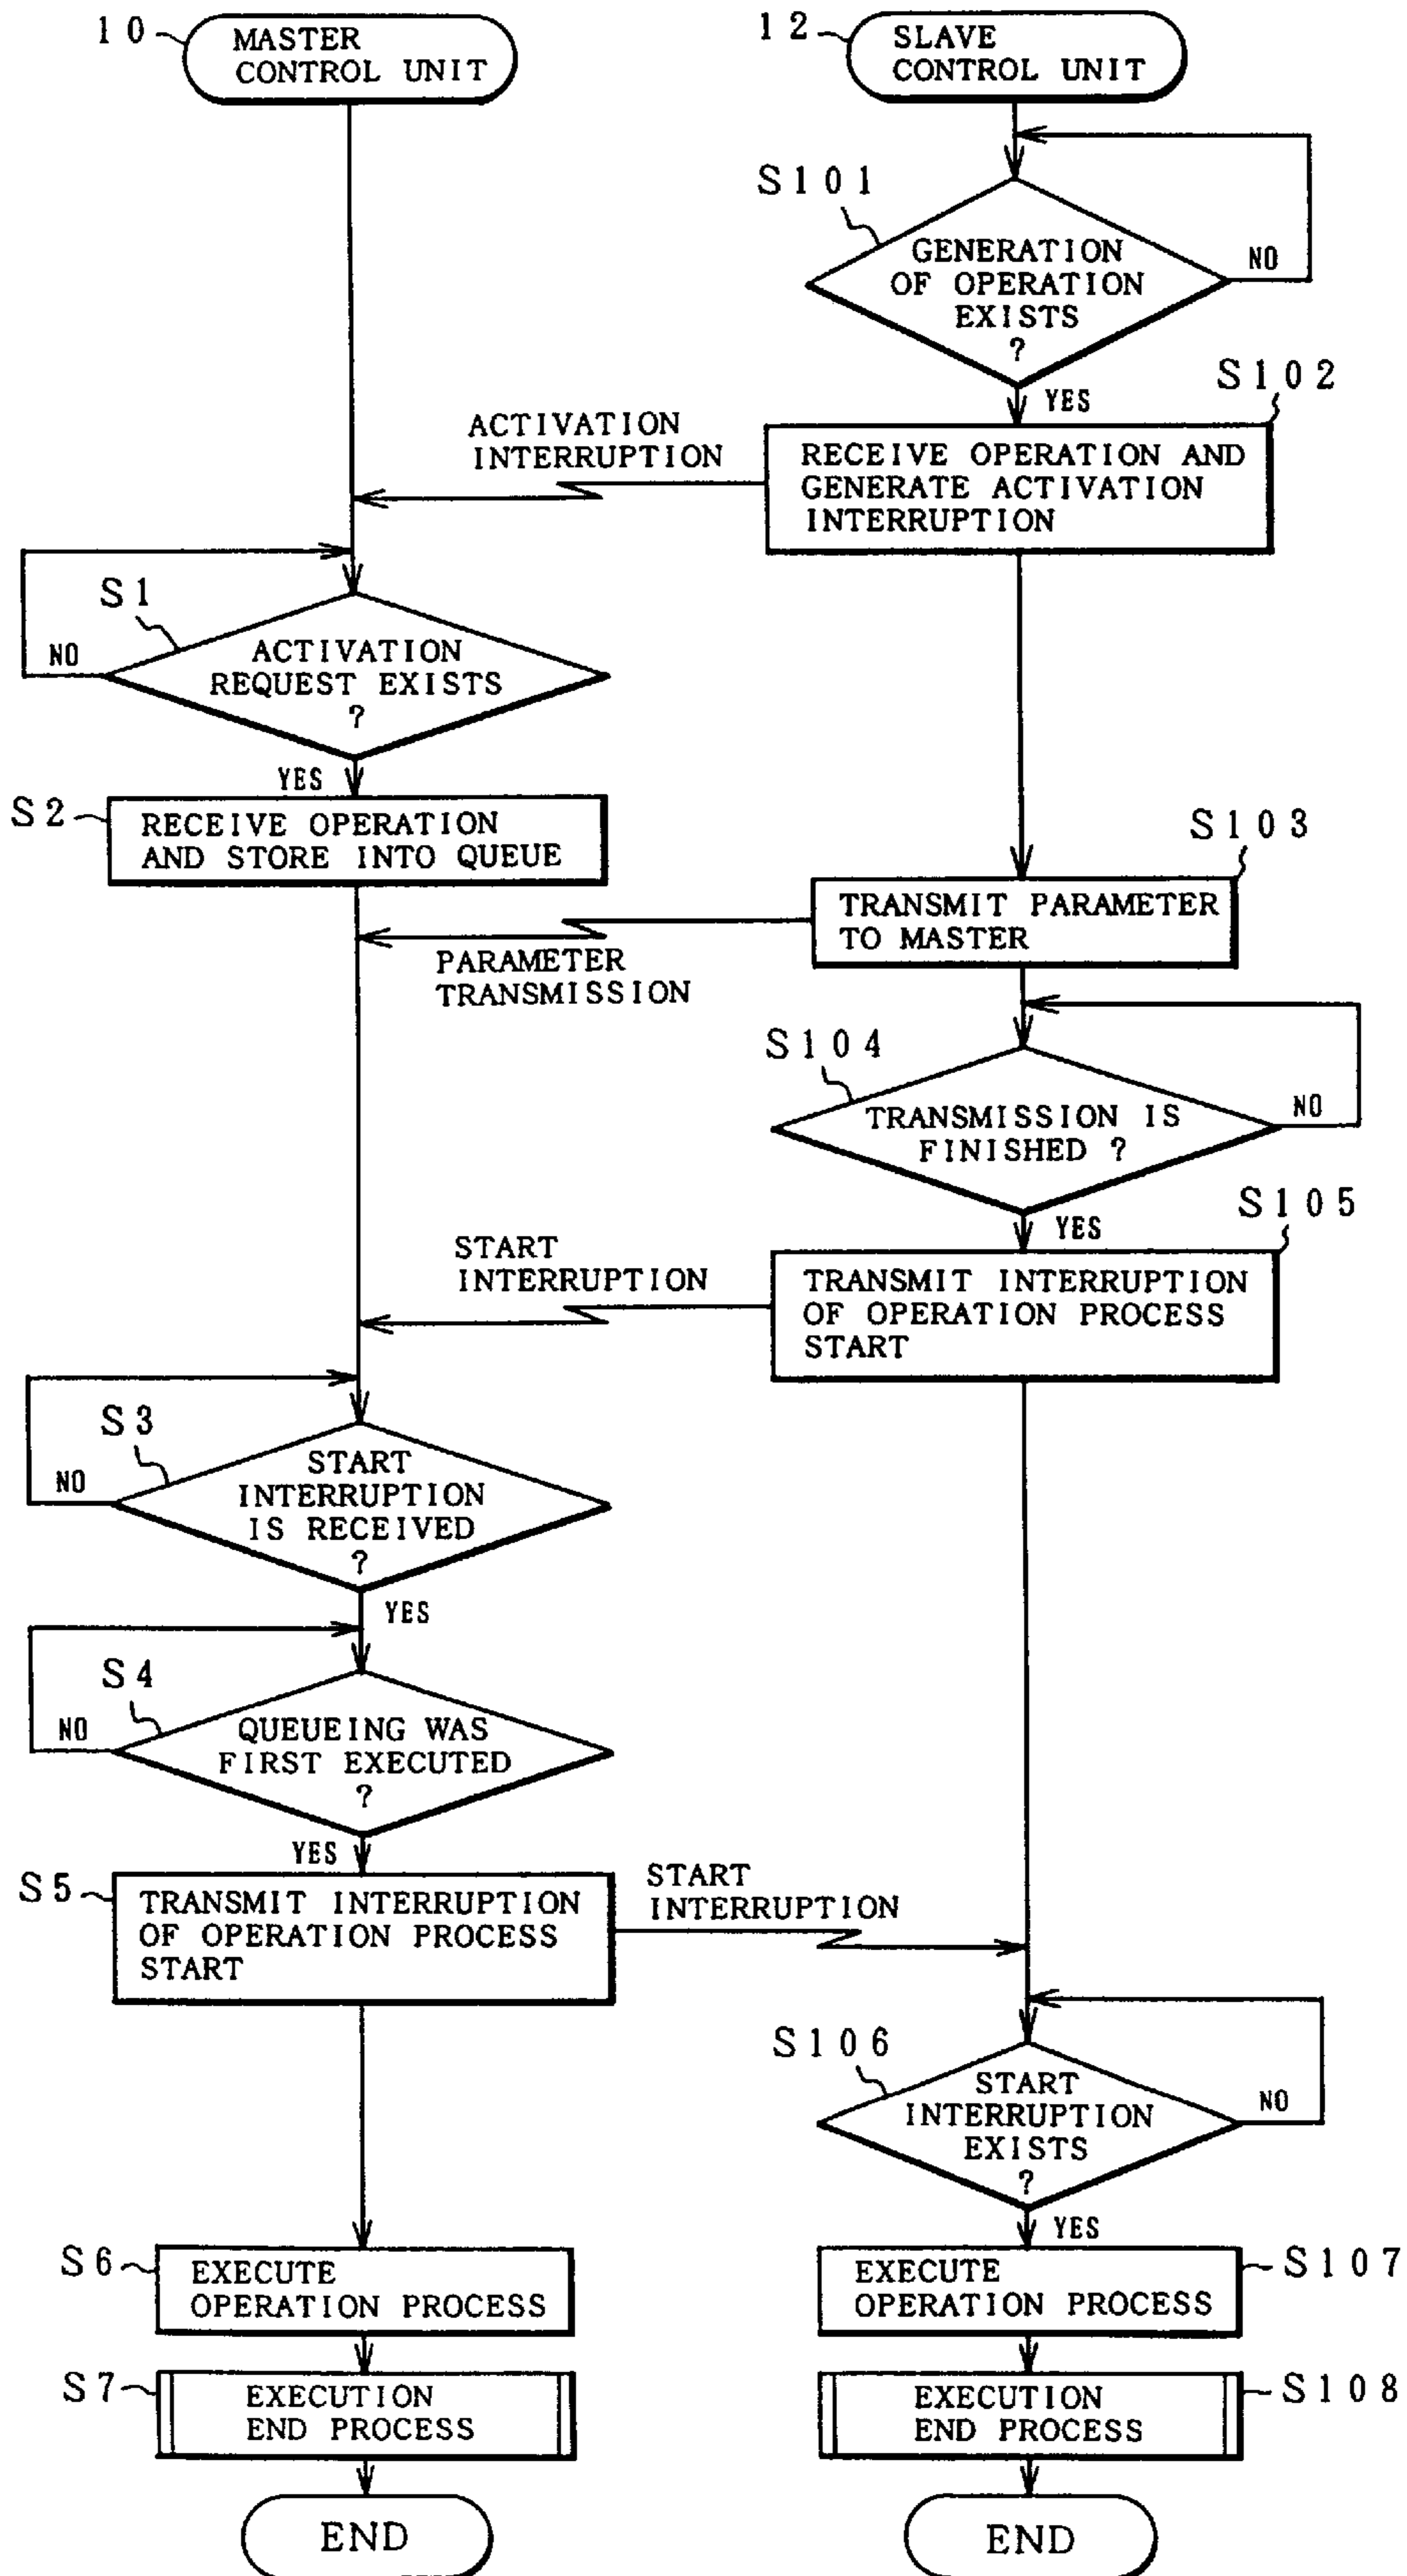 10
MASTER
CONTROL UNIT
12
SLAVE
CONTROL UNIT
S101
GENERATION
OF OPERATION
EXISTS
?
NO
YES
S102
RECEIVE OPERATION AND
GENERATE ACTIVATION
INTERRUPTION
ACTIVATION
INTERRUPTION
S1
ACTIVATION
REQUEST EXISTS
?
NO
YES
S2
RECEIVE OPERATION
AND STORE INTO QUEUE
S103
TRANSMIT PARAMETER
TO MASTER
PARAMETER
TRANSMISSION
S104
TRANSMISSION IS
FINISHED ?
NO
YES
S105
TRANSMIT INTERRUPTION
OF OPERATION PROCESS
START
START
INTERRUPTION
S3
START
INTERRUPTION
IS RECEIVED
?
NO
YES
S4
QUEUEING WAS
FIRST EXECUTED
?
NO
YES
S5
TRANSMIT INTERRUPTION
OF OPERATION PROCESS
START
START
INTERRUPTION
S106
START
INTERRUPTION
EXISTS
?
NO
YES
S6
EXECUTE
OPERATION PROCESS
EXECUTE
OPERATION PROCESS
S107
S7
EXECUTION
END PROCESS
EXECUTION
END PROCESS
S108
END
END